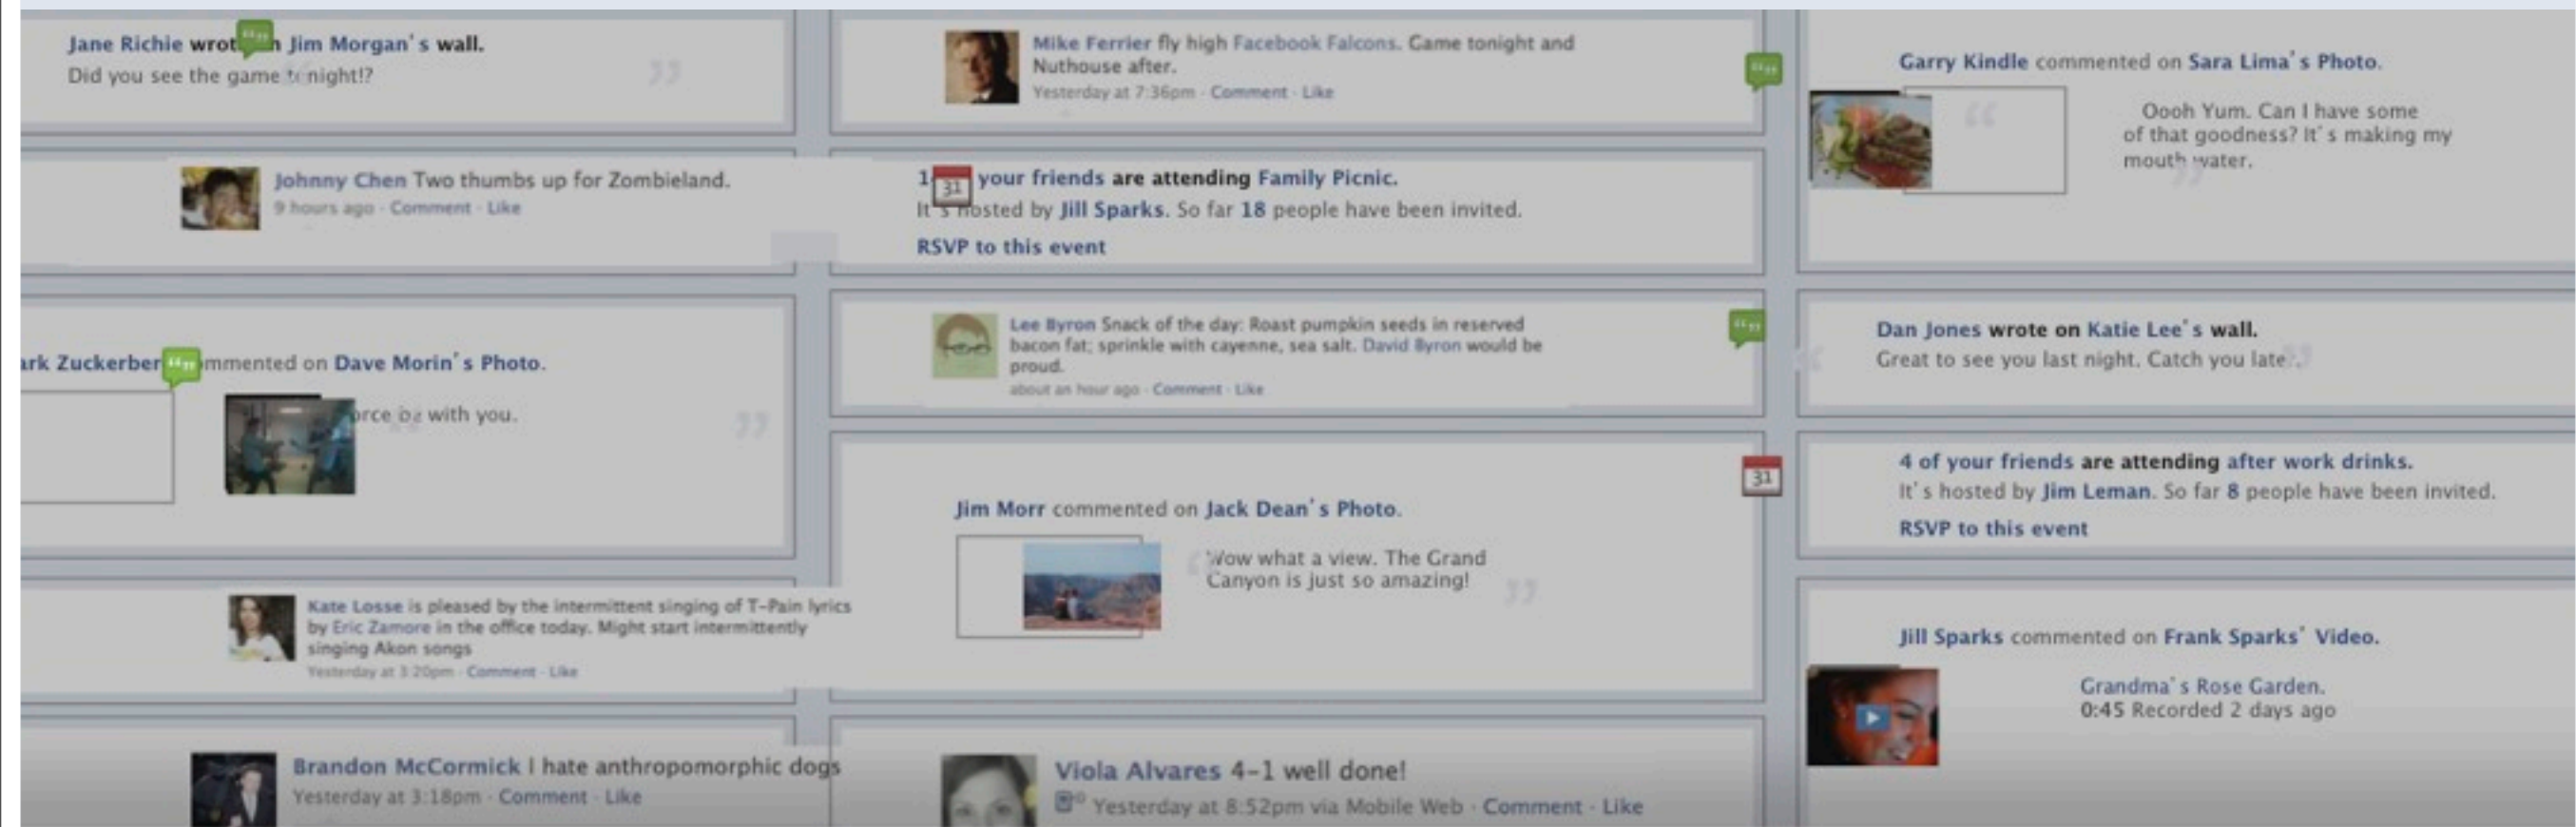 Jane Richie wrote Jim Morgan's wall.
Did you see the game tonight!?
Johnny Chen Two thumbs up for Zombieland.
9 hours ago · Comment · Like
ark Zuckerber mmented on Dave Morin's Photo.
orce be with you.
Kate Losse is pleased by the intermittent singing of T-Pain lyrics
by Eric Zamore in the office today. Might start intermittently
singing Akon songs
Yesterday at 3:20pm · Comment · Like
Brandon McCormick I hate anthropomorphic dogs
Yesterday at 3:18pm · Comment · Like
Mike Ferrier fly high Facebook Falcons. Game tonight and
Nuthouse after.
Yesterday at 7:36pm · Comment · Like
1 31 your friends are attending Family Picnic.
It's hosted by Jill Sparks. So far 18 people have been invited.
RSVP to this event
Lee Byron Snack of the day: Roast pumpkin seeds in reserved
bacon fat; sprinkle with cayenne, sea salt. David Byron would be
proud.
about an hour ago · Comment · Like
Jim Morr commented on Jack Dean's Photo.
Wow what a view. The Grand
Canyon is just so amazing!
Viola Alvares 4-1 well done!
Yesterday at 8:52pm via Mobile Web · Comment · Like
Garry Kindle commented on Sara Lima's Photo.
Oooh Yum. Can I have some
of that goodness? It's making my
mouth water.
Dan Jones wrote on Katie Lee's wall.
Great to see you last night. Catch you late
31
4 of your friends are attending after work drinks.
It's hosted by Jim Leman. So far 8 people have been invited.
RSVP to this event
Jill Sparks commented on Frank Sparks' Video.
Grandma's Rose Garden.
0:45 Recorded 2 days ago